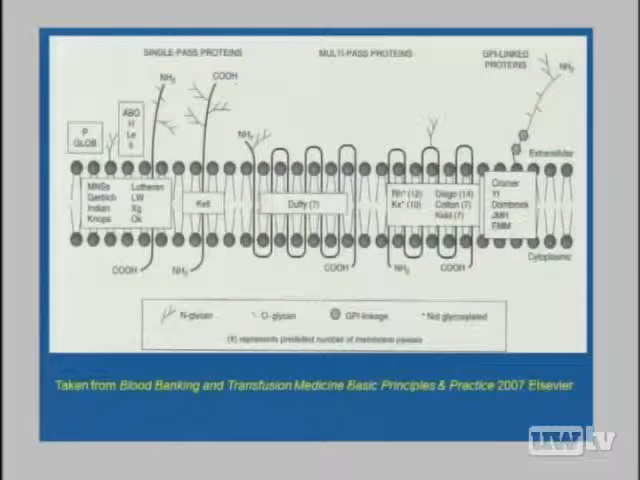 SINGLE-PASS PROTEINS
MULTI-PASS PROTEINS
GPI-LINKED
PROTEINS
NH₂
COOH
NH₂
P
GLOB
ABO
H
Le
NH₂
Extracellular
MNSs Lutheran
Gerbich LW
Indian Xg
Knops Ok
Kell
Duffy (7)
Rh* (12) Diego (14)
Kx* (10) Colton (7)
Kidd (7)
Cromer
Yt
Dombrock
JMH
EMM
Cytoplasmic
COOH
NH₂
COOH
NH₂
COOH
N-glycan
O-glycan
GPI-linkage
* Not glycosylated
(#) represents predicted number of membrane passes
Taken from Blood Banking and Transfusion Medicine Basic Principles & Practice 2007 Elsevier
UWtv